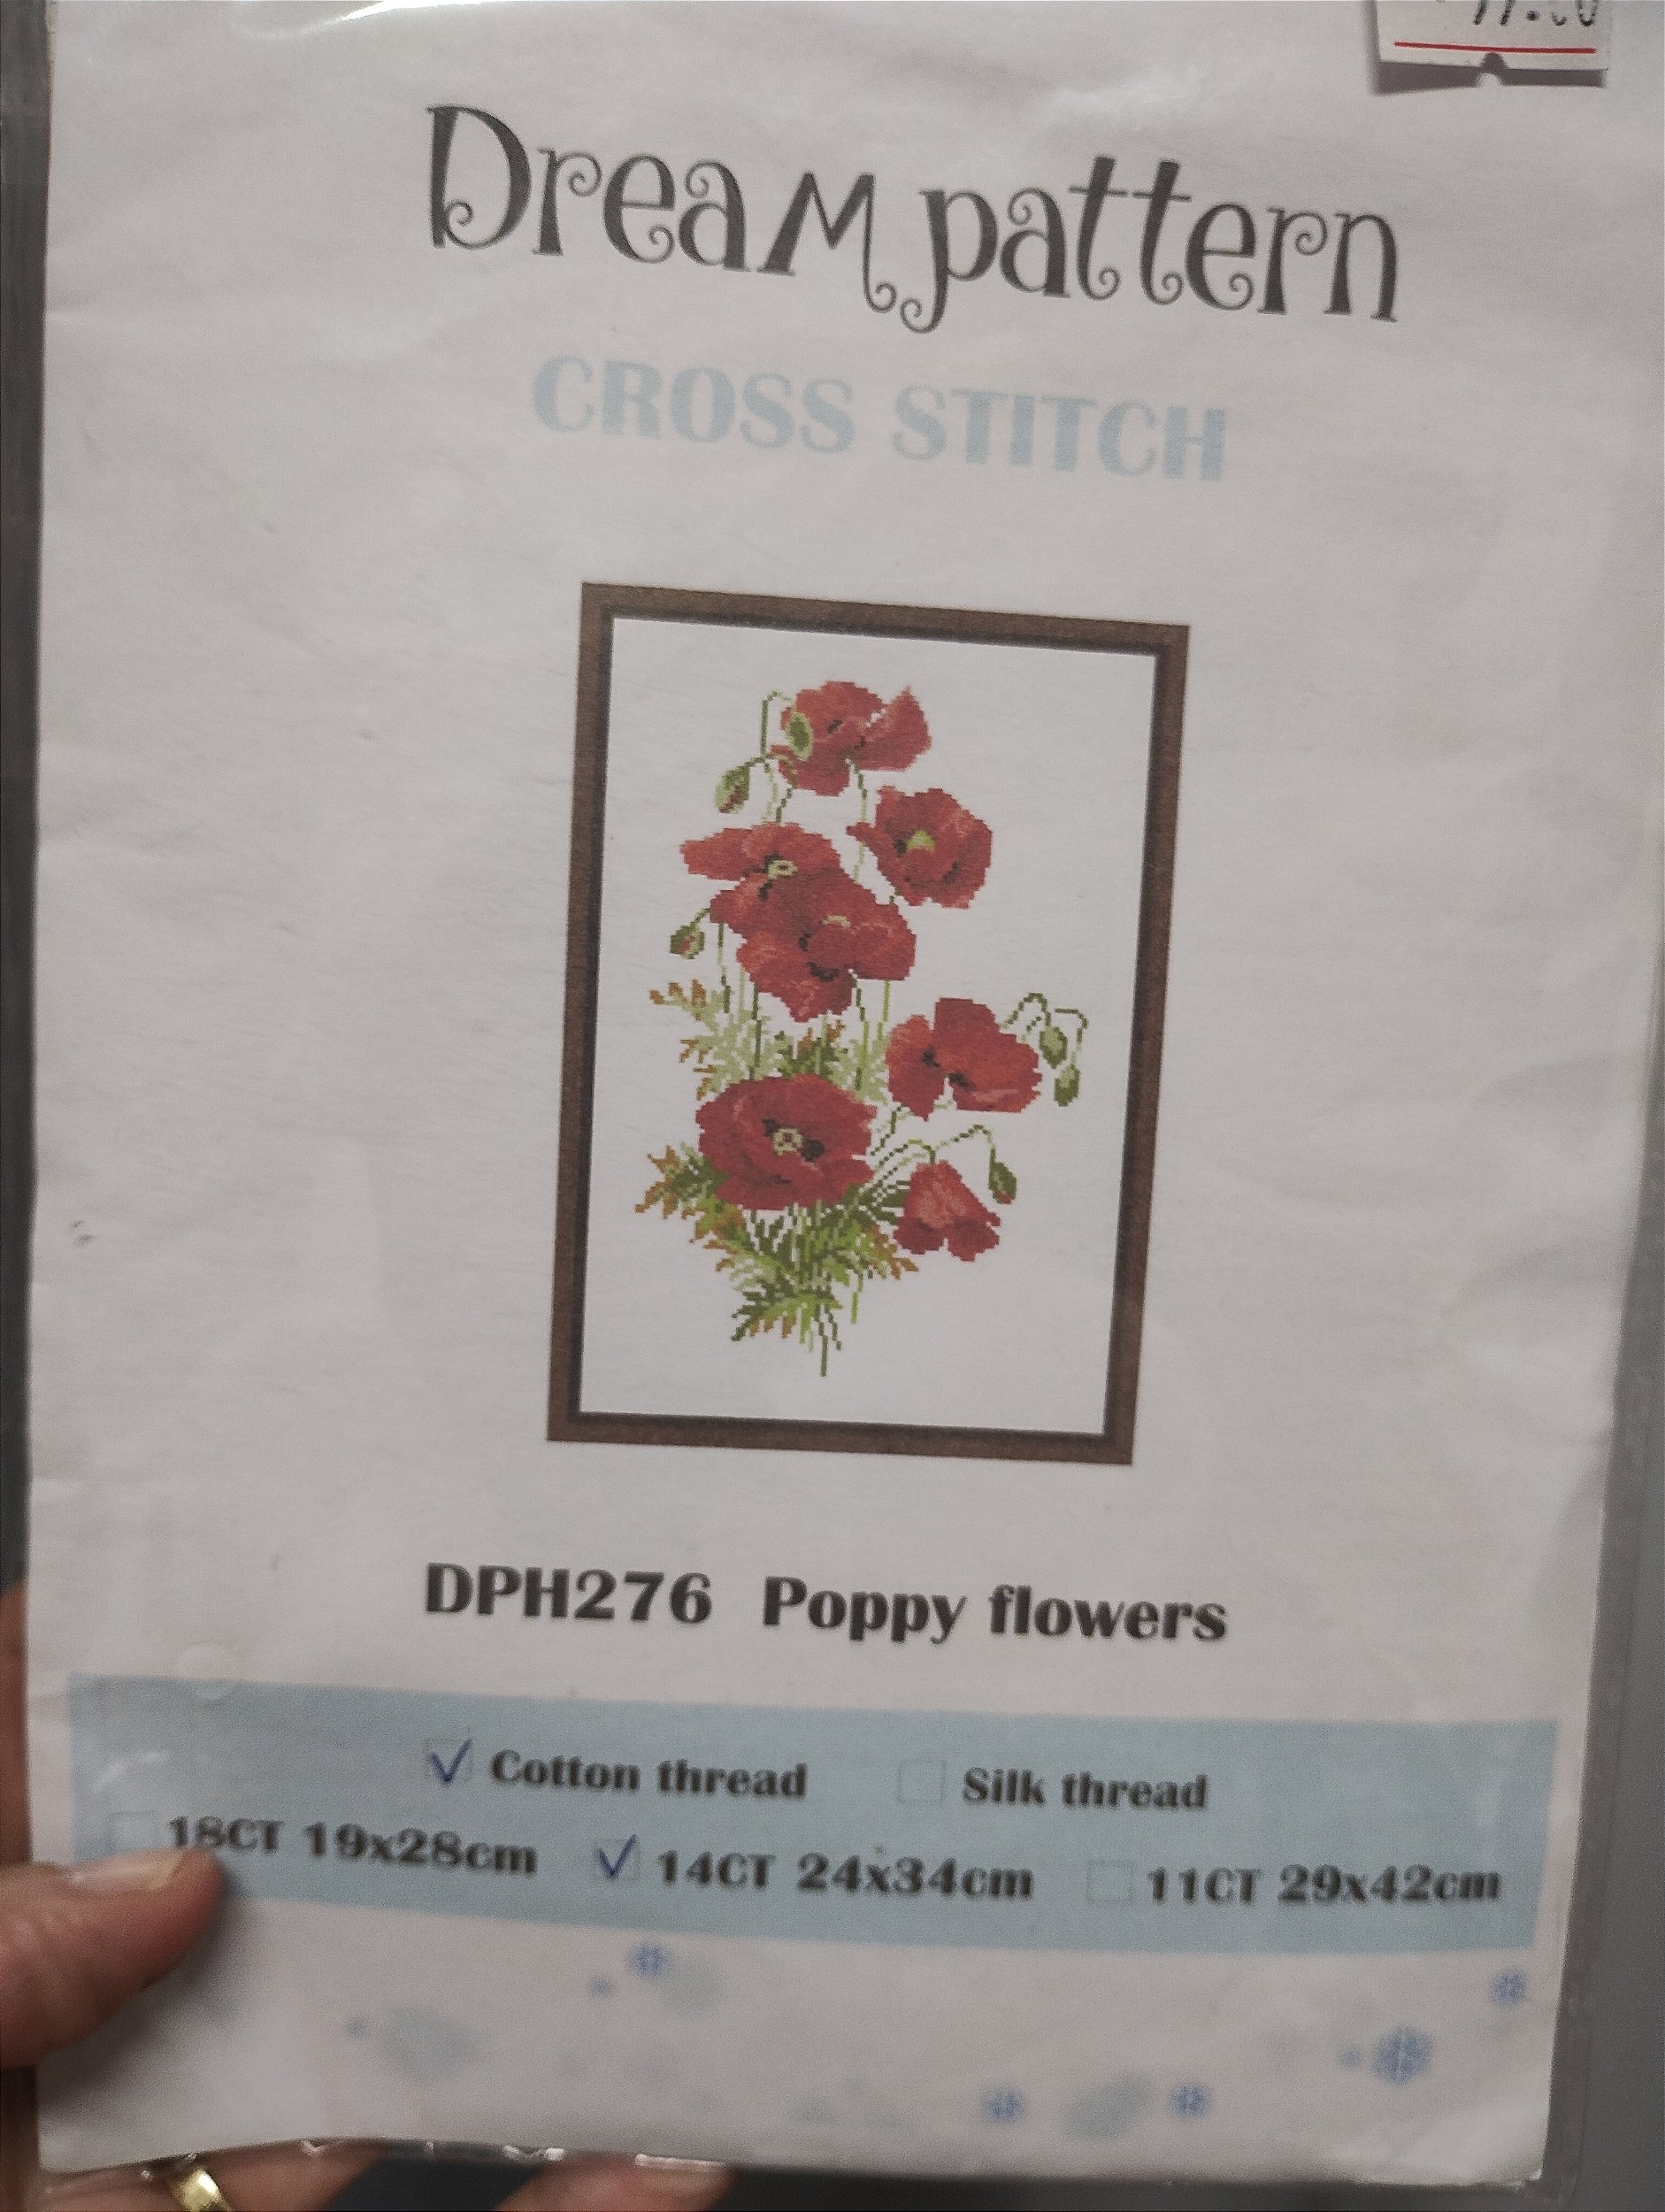 Dream pattern
CROSS STITCH
DPH276 Poppy flowers
Cotton thread Silk thread
18CT 19x28cm 14CT 24x34cm 11CT 29x42cm